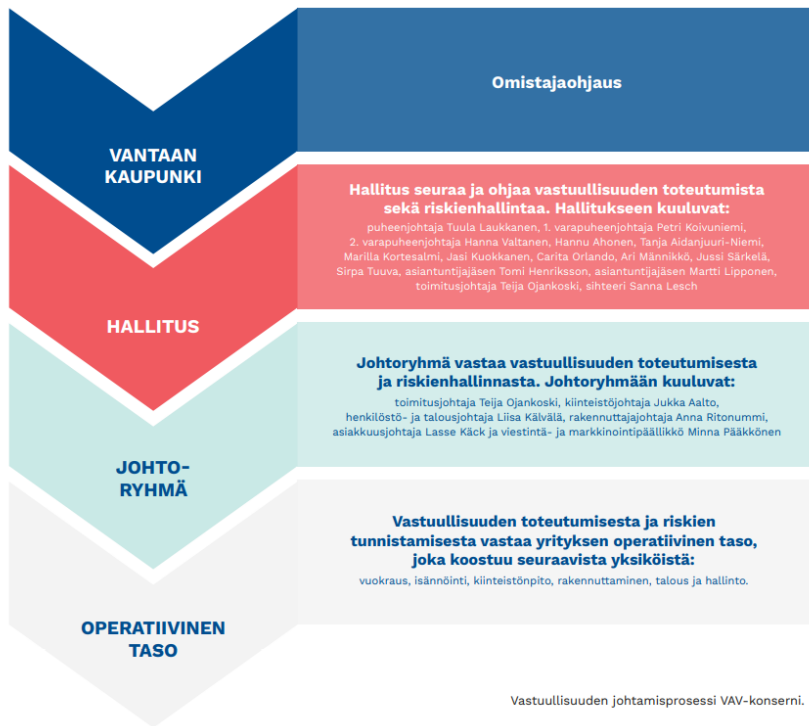 Omistajaohjaus
VANTAAN
KAUPUNKI
Hallitus seuraa ja ohjaa vastuullisuuden toteutumista
sekä riskienhallintaa. Hallitukseen kuuluvat:
puheenjohtaja Tuula Laukkanen, 1. varapuheenjohtaja Petri Koivuniemi,
2. varapuheenjohtaja Hanna Valtanen, Hannu Ahonen, Tanja Aidanjuuri-Niemi,
Marilla Kortesalmi, Jasi Kuokkanen, Carita Orlando, Ari Männikkö, Jussi Särkelä,
Sirpa Tuuva, asiantuntijajäsen Tomi Henriksson, asiantuntijajäsen Martti Lipponen,
toimitusjohtaja Teija Ojankoski, sihteeri Sanna Lesch
HALLITUS
Johtoryhmä vastaa vastuullisuuden toteutumisesta
ja riskienhallinnasta. Johtoryhmään kuuluvat:
toimitusjohtaja Teija Ojankoski, kiinteistöjohtaja Jukka Aalto,
henkilöstö- ja talousjohtaja Liisa Kälvälä, rakennuttajajohtaja Anna Ritonummi,
asiakkuusjohtaja Lasse Käck ja viestintä- ja markkinointipäällikkö Minna Pääkkönen
JOHTO-
RYHMÄ
Vastuullisuuden toteutumisesta ja riskien
tunnistamisesta vastaa yrityksen operatiivinen taso,
joka koostuu seuraavista yksiköistä:
vuokraus, isännöinti, kiinteistönpito, rakennuttaminen, talous ja hallinto.
OPERATIIVINEN
TASO
Vastuullisuuden johtamisprosessi VAV-konserni.